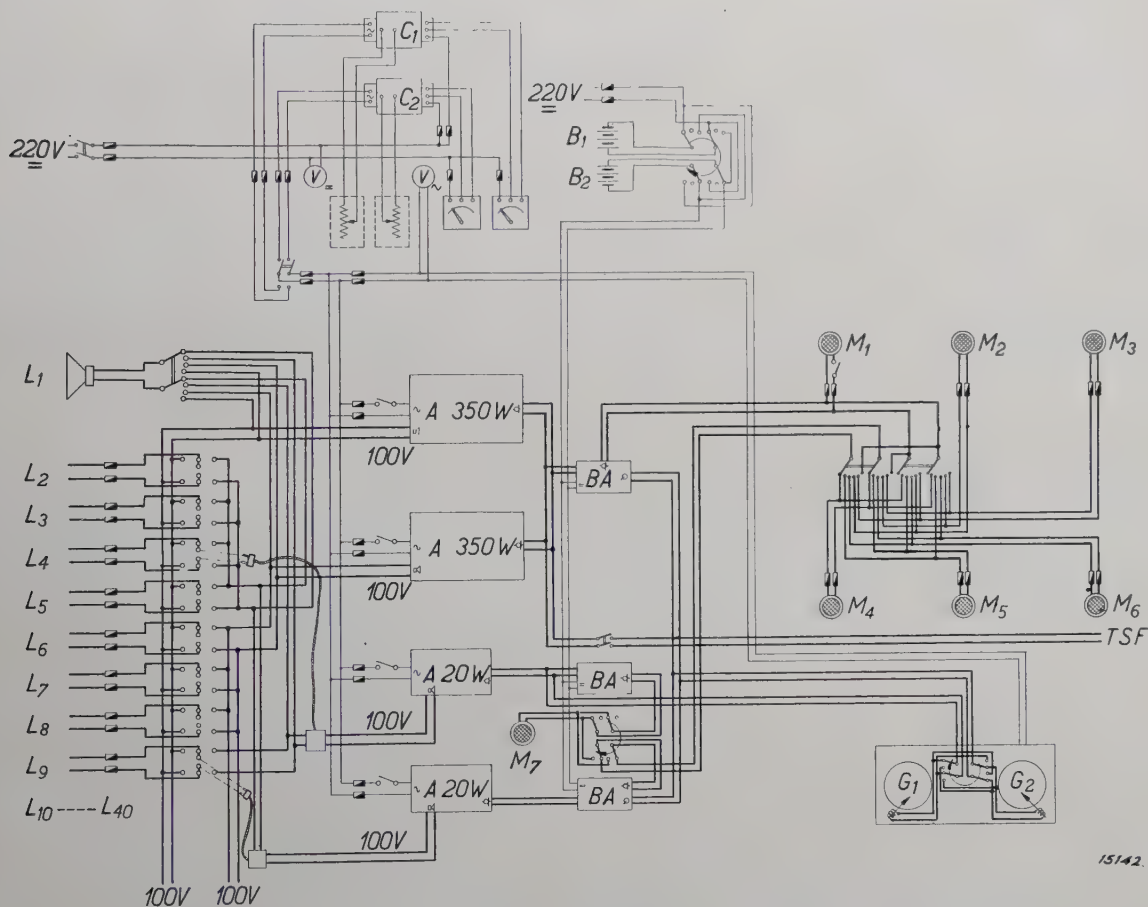 C1
C2
220V
V
V
220V
B1
B2
L1
M1
M2
M3
~ A 350W
100V
BA
L2
L3
L4
~ A 350W
100V
L5
L6
M4
M5
M6
TSF
L7
~ A 20W
BA
L8
100V
M7
L9
~ A 20W
BA
G1
G2
L10 ---- L40
100V
100V
100V
15142.